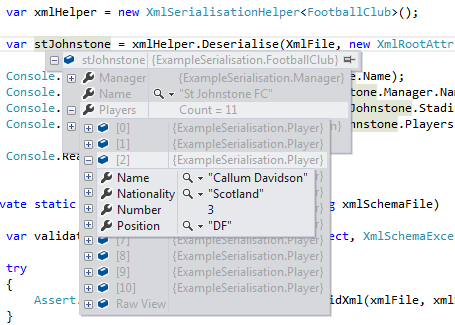 var xmlHelper = new XmlSerialisationHelper<FootballClub>();
var stJohnstone = xmlHelper.Deserialise(XmlFile, new XmlRootAttr
stJohnstone {ExampleSerialisation.FootballClub}
Console. Manager {ExampleSerialisation.Manager} e.Name);
Console. Name "St Johnstone FC" tone.Manager.Na
Console. Players Count = 11 Johnstone.Stadi
Console. [0] {ExampleSerialisation.Player} hnstone.Players
[1] {ExampleSerialisation.Player}
Console.Rea [2] {ExampleSerialisation.Player}
Name "Callum Davidson"
Nationality "Scotland"
vate static Number 3 g xmlSchemaFile)
Position "DF"
var valida [7] {ExampleSerialisation.Player} ect, XmlSchemaExce
[8] {ExampleSerialisation.Player}
try [9] {ExampleSerialisation.Player}
{ [10] {ExampleSerialisation.Player}
Assert. Raw View idXml(xmlFile, xml
}